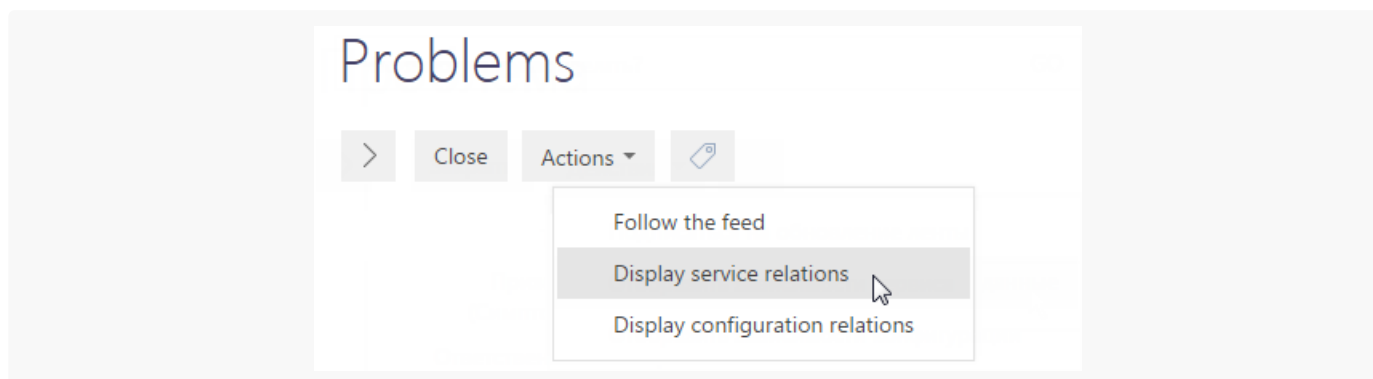 Problems
Close Actions
Follow the feed
Display service relations
Display configuration relations